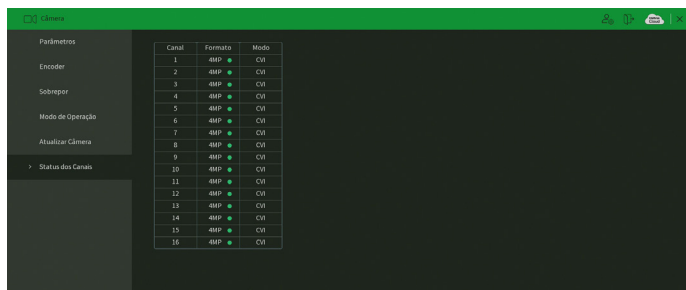 Câmera
Parâmetros
Encoder
Sobrepor
Modo de Operação
Atualizar Câmera
> Status dos Canais
Canal Formato Modo
1 4MP CVI
2 4MP CVI
3 4MP CVI
4 4MP CVI
5 4MP CVI
6 4MP CVI
7 4MP CVI
8 4MP CVI
9 4MP CVI
10 4MP CVI
11 4MP CVI
12 4MP CVI
13 4MP CVI
14 4MP CVI
15 4MP CVI
16 4MP CVI